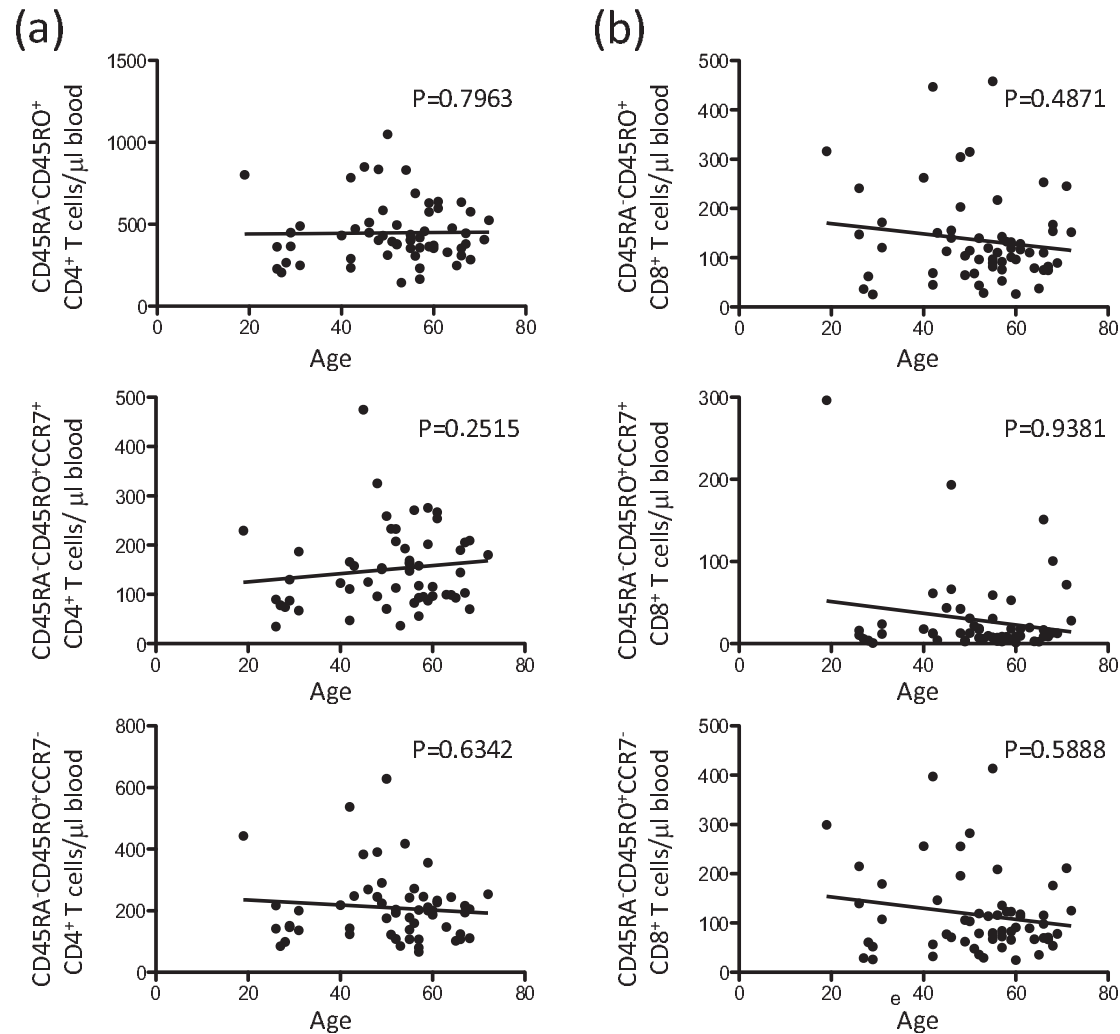 (a)
CD45RA⁻CD45RO⁺
CD4⁺ T cells/µl blood
1500
1000
500
0
P=0.7963
0 20 40 60 80
Age
CD45RA⁻CD45RO⁺CCR7⁺
CD4⁺ T cells/ µl blood
500
400
300
200
100
0
P=0.2515
0 20 40 60 80
Age
CD45RA⁻CD45RO⁺CCR7⁻
CD4⁺ T cells/µl blood
800
600
400
200
0
P=0.6342
0 20 40 60 80
Age
(b)
CD45RA⁻CD45RO⁺
CD8⁺ T cells/µl blood
500
400
300
200
100
0
P=0.4871
0 20 40 60 80
Age
CD45RA⁻CD45RO⁺CCR7⁺
CD8⁺ T cells/µl blood
300
200
100
0
P=0.9381
0 20 40 60 80
Age
CD45RA⁻CD45RO⁺CCR7⁻
CD8⁺ T cells/µl blood
500
400
300
200
100
0
P=0.5888
0 20 40 60 80
e
Age